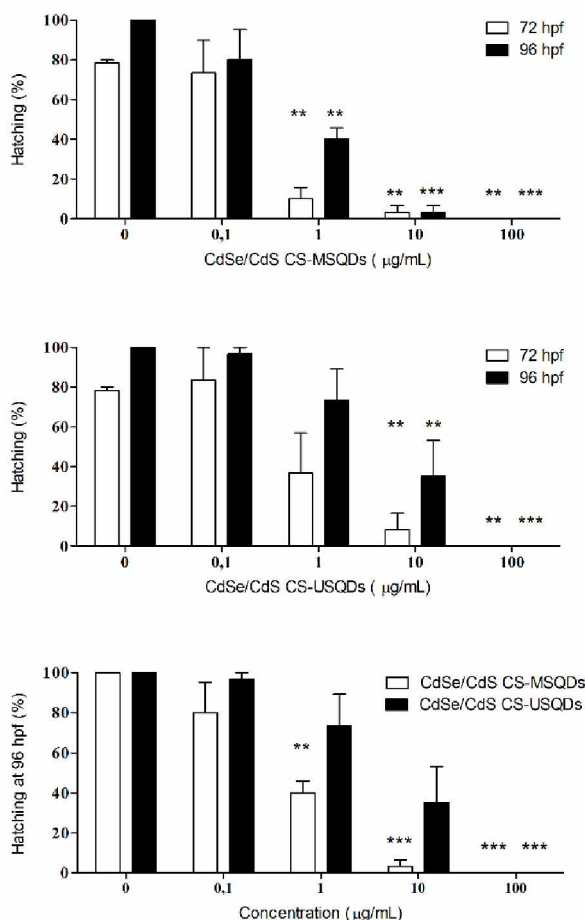 100
80
60
40
20
0
Hatching (%)
72 hpf
96 hpf
** **
** ***
** ***
0 0,1 1 10 100
CdSe/CdS CS-MSQDs ( μg/mL)
100
80
60
40
20
0
Hatching (%)
72 hpf
96 hpf
** **
** ***
0 0,1 1 10 100
CdSe/CdS CS-USQDs ( μg/mL)
100
80
60
40
20
0
Hatching at 96 hpf (%)
CdSe/CdS CS-MSQDs
CdSe/CdS CS-USQDs
**
***
*** ***
0 0,1 1 10 100
Concentration ( μg/mL)